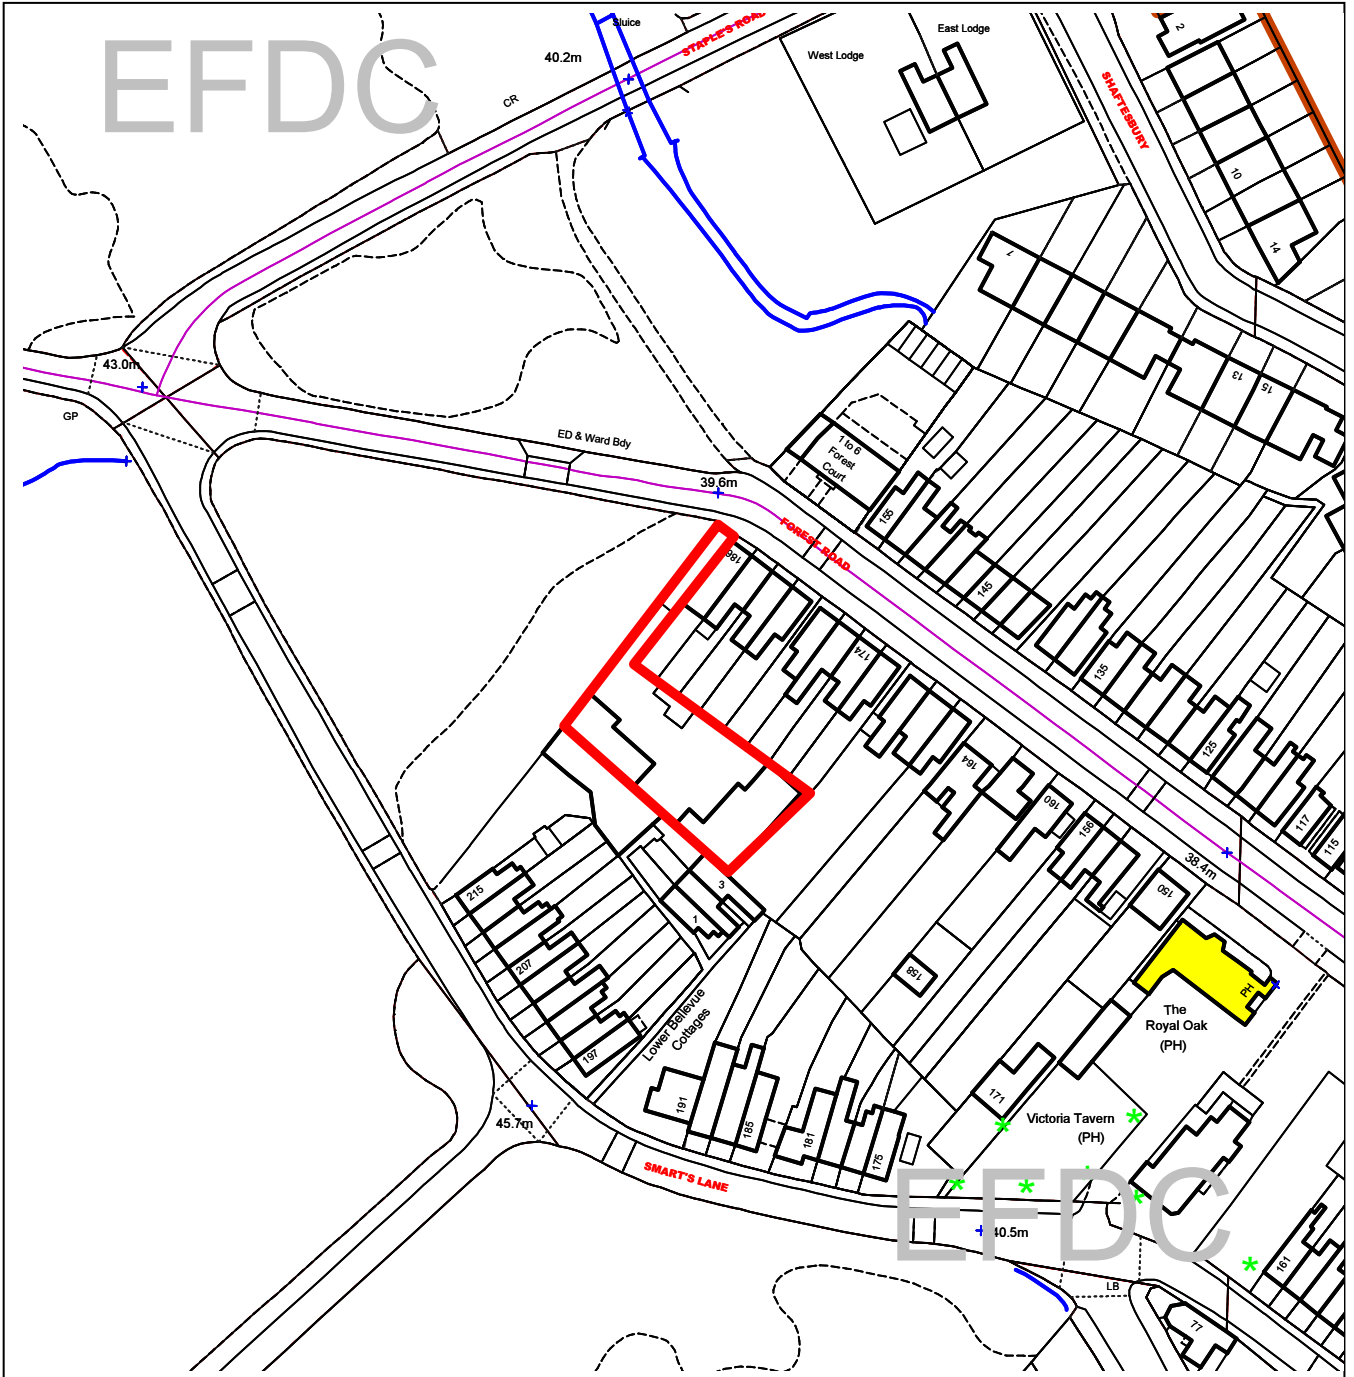 EFDC
Sluice
40.2m
STAPLE'S ROAD
East Lodge
West Lodge
CR
SHAFTESBURY
2
10
14
1
13
15
43.0m
GP
ED & Ward Bdy
39.6m
FOREST ROAD
1 to 6
Forest
Court
155
145
135
125
117
115
186
174
164
160
156
150
38.4m
215
207
197
3
1
158
Lower Bellevue
Cottages
PH
The
Royal Oak
(PH)
171
Victoria Tavern
(PH)
191
185
181
175
45.7m
SMART'S LANE
EFDC
40.5m
LB
161
77